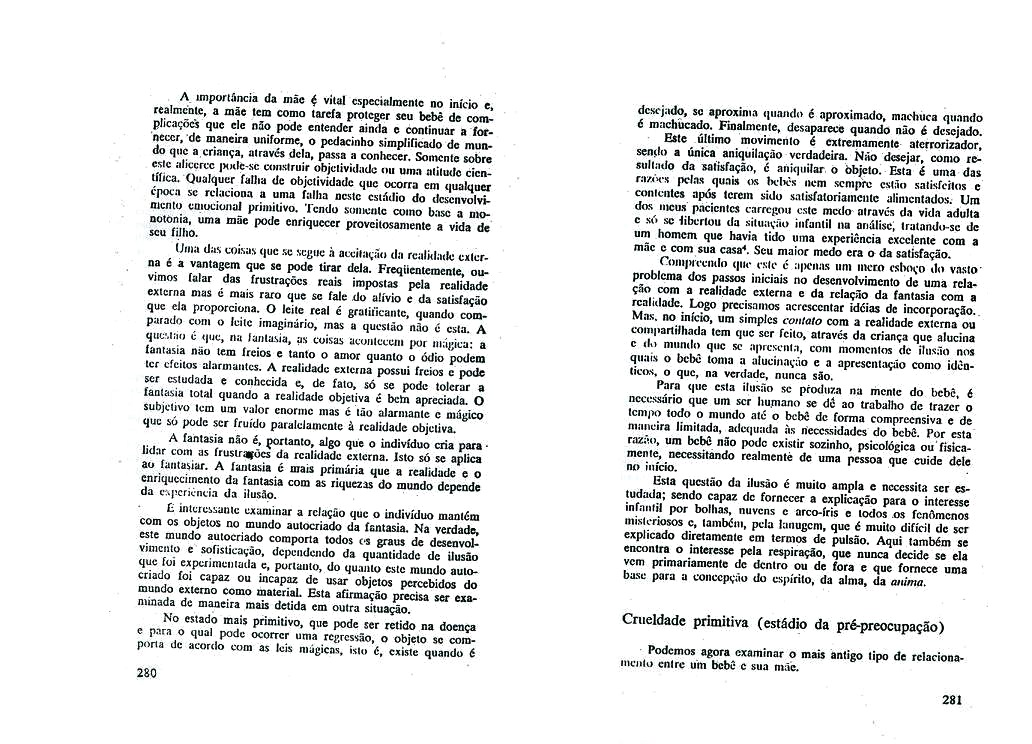 A importância da mãe é vital especialmente no início e,
realmente, a mãe tem como tarefa proteger seu bebê de com-
plicações que ele não pode entender ainda e continuar a for-
necer, de maneira uniforme, o pedacinho simplificado de mun-
do que a criança, através dela, passa a conhecer. Somente sobre
este alicerce pode-se construir objetividade ou uma atitude cien-
tífica. Qualquer falha de objetividade que ocorra em qualquer
época se relaciona a uma falha neste estádio do desenvolvi-
mento emocional primitivo. Tendo somente como base a mo-
notonia, uma mãe pode enriquecer proveitosamente a vida de
seu filho.
Uma das coisas que se segue à aceitação da realidade exter-
na é a vantagem que se pode tirar dela. Freqüentemente, ou-
vimos falar das frustrações reais impostas pela realidade
externa mas é mais raro que se fale do alívio e da satisfação
que ela proporciona. O leite real é gratificante, quando com-
parado com o leite imaginário, mas a questão não é esta. A
questão é que, na fantasia, as coisas acontecem por mágica: a
fantasia não tem freios e tanto o amor quanto o ódio podem
ter efeitos alarmantes. A realidade externa possui freios e pode
ser estudada e conhecida e, de fato, só se pode tolerar a
fantasia total quando a realidade objetiva é bem apreciada. O
subjetivo tem um valor enorme mas é tão alarmante e mágico
que só pode ser fruído paralelamente à realidade objetiva.
A fantasia não é, portanto, algo que o indivíduo cria para
lidar com as frustrações da realidade externa. Isto só se aplica
ao fantasiar. A fantasia é mais primária que a realidade e o
enriquecimento da fantasia com as riquezas do mundo depende
da experiência da ilusão.
É interessante examinar a relação que o indivíduo mantém
com os objetos no mundo autocriado da fantasia. Na verdade,
este mundo autocriado comporta todos os graus de desenvol-
vimento e sofisticação, dependendo da quantidade de ilusão
que foi experimentada e, portanto, do quanto este mundo auto-
criado foi capaz ou incapaz de usar objetos percebidos do
mundo externo como material. Esta afirmação precisa ser exa-
minada de maneira mais detida em outra situação.
No estado mais primitivo, que pode ser retido na doença
e para o qual pode ocorrer uma regressão, o objeto se com-
porta de acordo com as leis mágicas, isto é, existe quando é
280
desejado, se aproxima quando é aproximado, machuca quando
é machucado. Finalmente, desaparece quando não é desejado.
Este último movimento é extremamente aterrorizador,
sendo a única aniquilação verdadeira. Não desejar, como re-
sultado da satisfação, é aniquilar o objeto. Esta é uma das
razões pelas quais os bebês nem sempre estão satisfeitos e
contentes após terem sido satisfatoriamente alimentados. Um
dos meus pacientes carregou este medo através da vida adulta
e só se libertou da situação infantil na análise, tratando-se de
um homem que havia tido uma experiência excelente com a
mãe e com sua casa⁴. Seu maior medo era o da satisfação.
Compreendo que este é apenas um mero esboço do vasto
problema dos passos iniciais no desenvolvimento de uma rela-
ção com a realidade externa e da relação da fantasia com a
realidade. Logo precisamos acrescentar idéias de incorporação.
Mas, no início, um simples contato com a realidade externa ou
compartilhada tem que ser feito, através da criança que alucina
e do mundo que se apresenta, com momentos de ilusão nos
quais o bebê toma a alucinação e a apresentação como idên-
ticos, o que, na verdade, nunca são.
Para que esta ilusão se produza na mente do bebê, é
necessário que um ser humano se dê ao trabalho de trazer o
tempo todo o mundo até o bebê de forma compreensiva e de
maneira limitada, adequada às necessidades do bebê. Por esta
razão, um bebê não pode existir sozinho, psicológica ou fisica-
mente, necessitando realmente de uma pessoa que cuide dele
no início.
Esta questão da ilusão é muito ampla e necessita ser es-
tudada; sendo capaz de fornecer a explicação para o interesse
infantil por bolhas, nuvens e arco-íris e todos os fenômenos
misteriosos e, também, pela lanugem, que é muito difícil de ser
explicado diretamente em termos de pulsão. Aqui também se
encontra o interesse pela respiração, que nunca decide se ela
vem primariamente de dentro ou de fora e que fornece uma
base para a concepção do espírito, da alma, da anima.
Crueldade primitiva (estádio da pré-preocupação)
Podemos agora examinar o mais antigo tipo de relaciona-
mento entre um bebê e sua mãe.
281